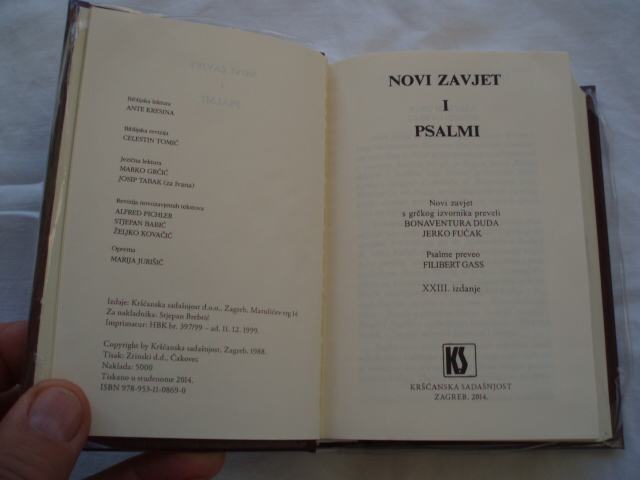 Biblijska lektura
ANTE KRESINA
Biblijska revizija
CELESTIN TOMIĆ
Jezična lektura
MARKO GRČIĆ
JOSIP TABAK (za Ivana)
Revizija novozavjetnih tekstova
ALFRED PICHLER
STJEPAN BABIĆ
ŽELJKO KOVAČIĆ
Oprema
MARIJA JURIŠIĆ
Izdaje: Kršćanska sadašnjost d.o.o., Zagreb, Marulićev trg 14
Za nakladnika: Stjepan Brebrić
Imprimatur: HBK br. 397/99 – ad, 11. 12. 1999.
Copyright by Kršćanska sadašnjost, Zagreb, 1988.
Tisak: Zrinski d.d., Čakovec
Naklada: 5000
Tiskano u studenome 2014.
ISBN 978-953-11-0869-0
NOVI ZAVJET
I
PSALMI
Novi zavjet
s grčkog izvornika preveli
BONAVENTURA DUDA
JERKO FUĆAK
Psalme preveo
FILIBERT GASS
XXIII. izdanje
KS
KRŠĆANSKA SADAŠNJOST
ZAGREB, 2014.